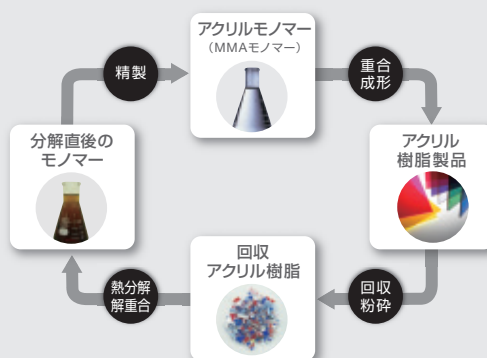 アクリルモノマー
（MMAモノマー）
精製
重合
成形
分解直後の
モノマー
アクリル
樹脂製品
回収
アクリル樹脂
熱分解
解重合
回収
粉砕